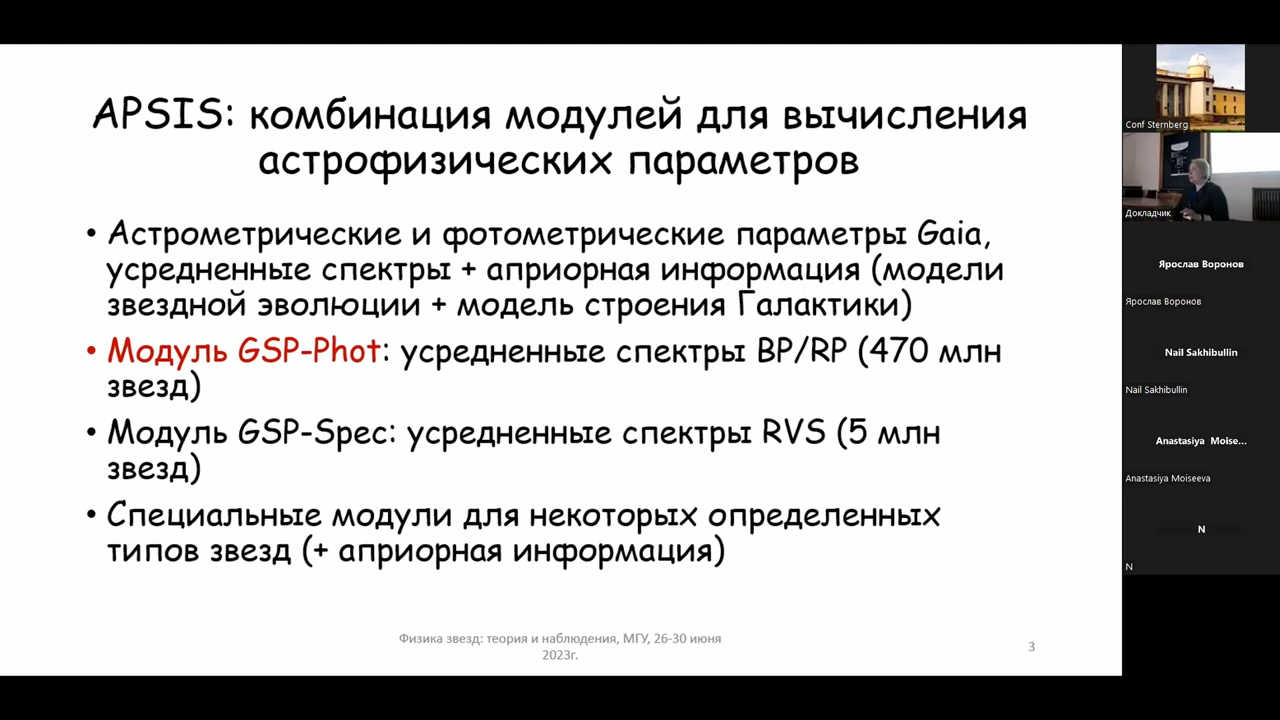 APSIS: комбинация модулей для вычисления
астрофизических параметров
• Астрометрические и фотометрические параметры Gaia,
усредненные спектры + априорная информация (модели
звездной эволюции + модель строения Галактики)
• Модуль GSP-Phot: усредненные спектры BP/RP (470 млн
звезд)
• Модуль GSP-Spec: усредненные спектры RVS (5 млн
звезд)
• Специальные модули для некоторых определенных
типов звезд (+ априорная информация)
Физика звезд: теория и наблюдения, МГУ, 26-30 июня
2023г.
3
Conf Sternberg
Докладчик
Ярослав Воронов
Ярослав Воронов
Nail Sakhibullin
Nail Sakhibullin
Anastasiya Moise...
Anastasiya Moiseeva
N
N